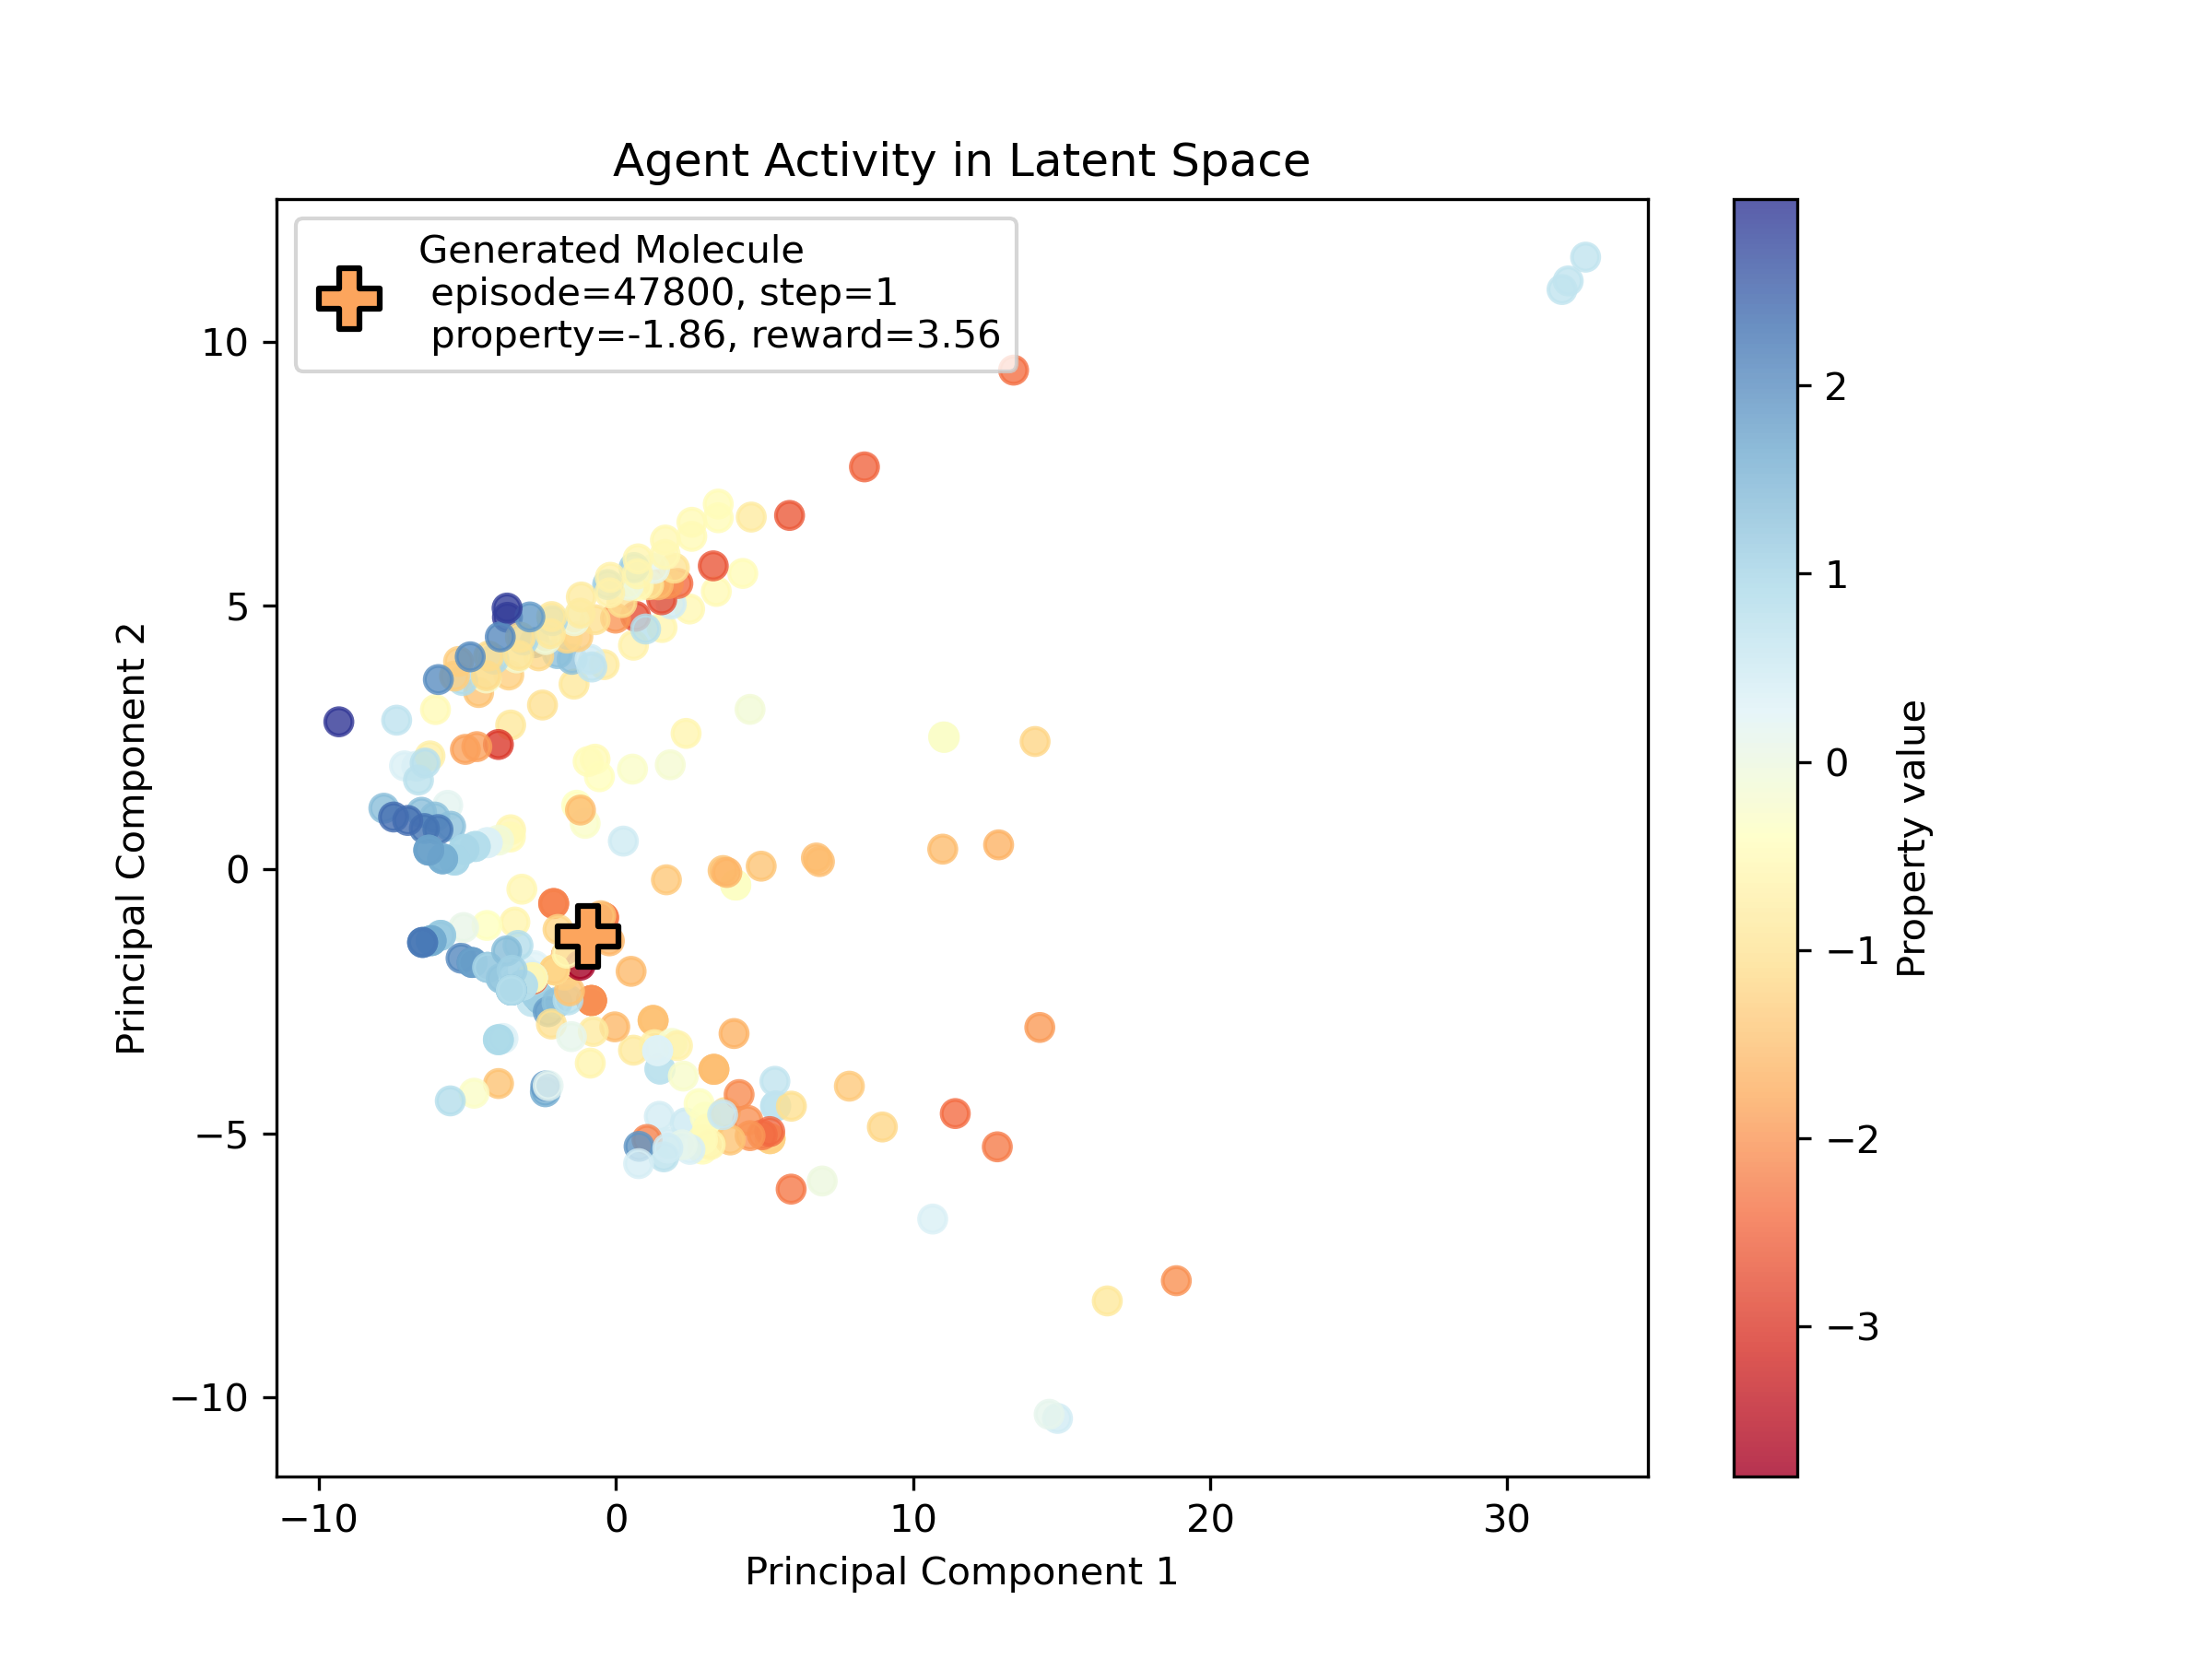 Agent Activity in Latent Space
Generated Molecule
episode=47800, step=1
property=-1.86, reward=3.56
10
5
0
−5
−10
Principal Component 2
−10
0
10
20
30
Principal Component 1
2
1
0
−1
−2
−3
Property value